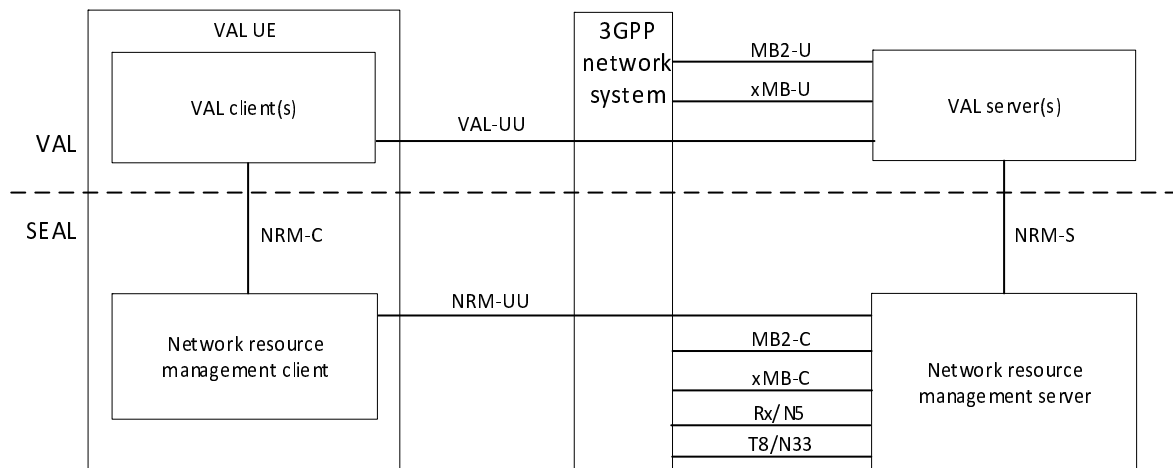 VAL UE
3GPP
network
system
MB2-U
xMB-U
VAL client(s)
VAL server(s)
VAL-UU
VAL
SEAL
NRM-C
NRM-S
NRM-UU
MB2-C
xMB-C
Rx/N5
T8/N33
Network resource
management client
Network resource
management server